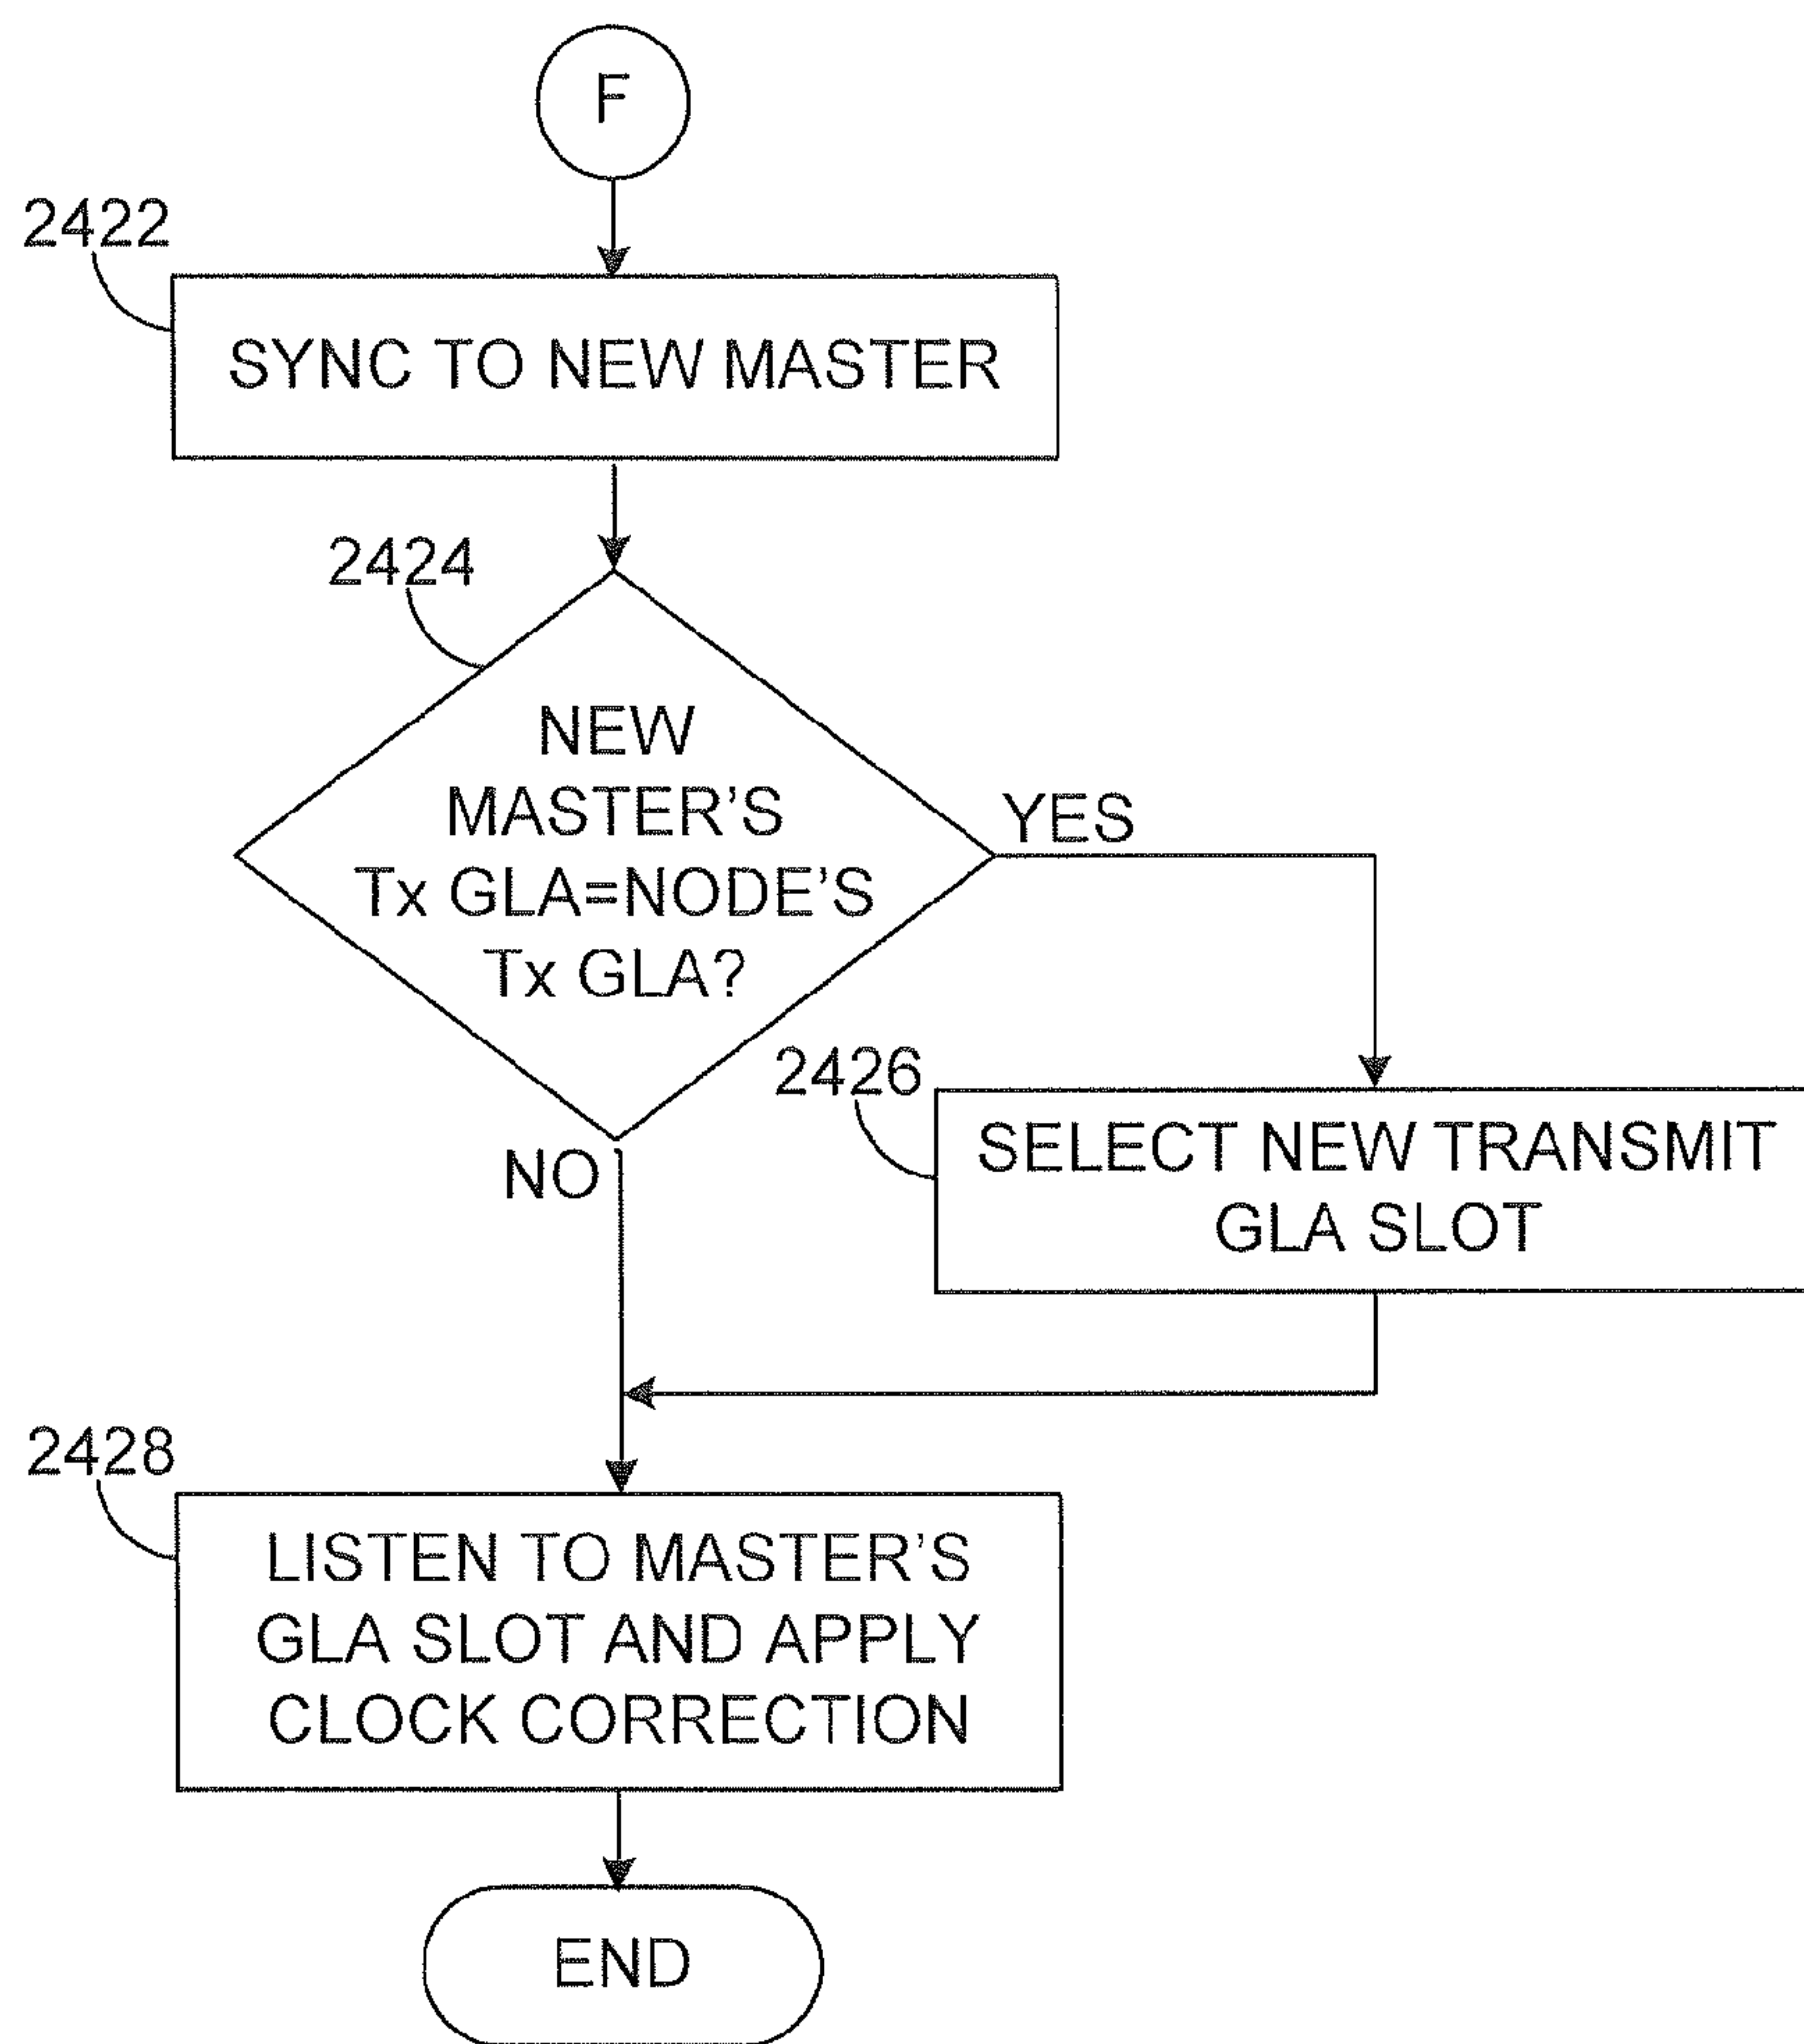 F
2422
SYNC TO NEW MASTER
2424
NEW
MASTER’S
Tx GLA=NODE’S
Tx GLA?
YES
NO
2426
SELECT NEW TRANSMIT
GLA SLOT
2428
LISTEN TO MASTER’S
GLA SLOT AND APPLY
CLOCK CORRECTION
END